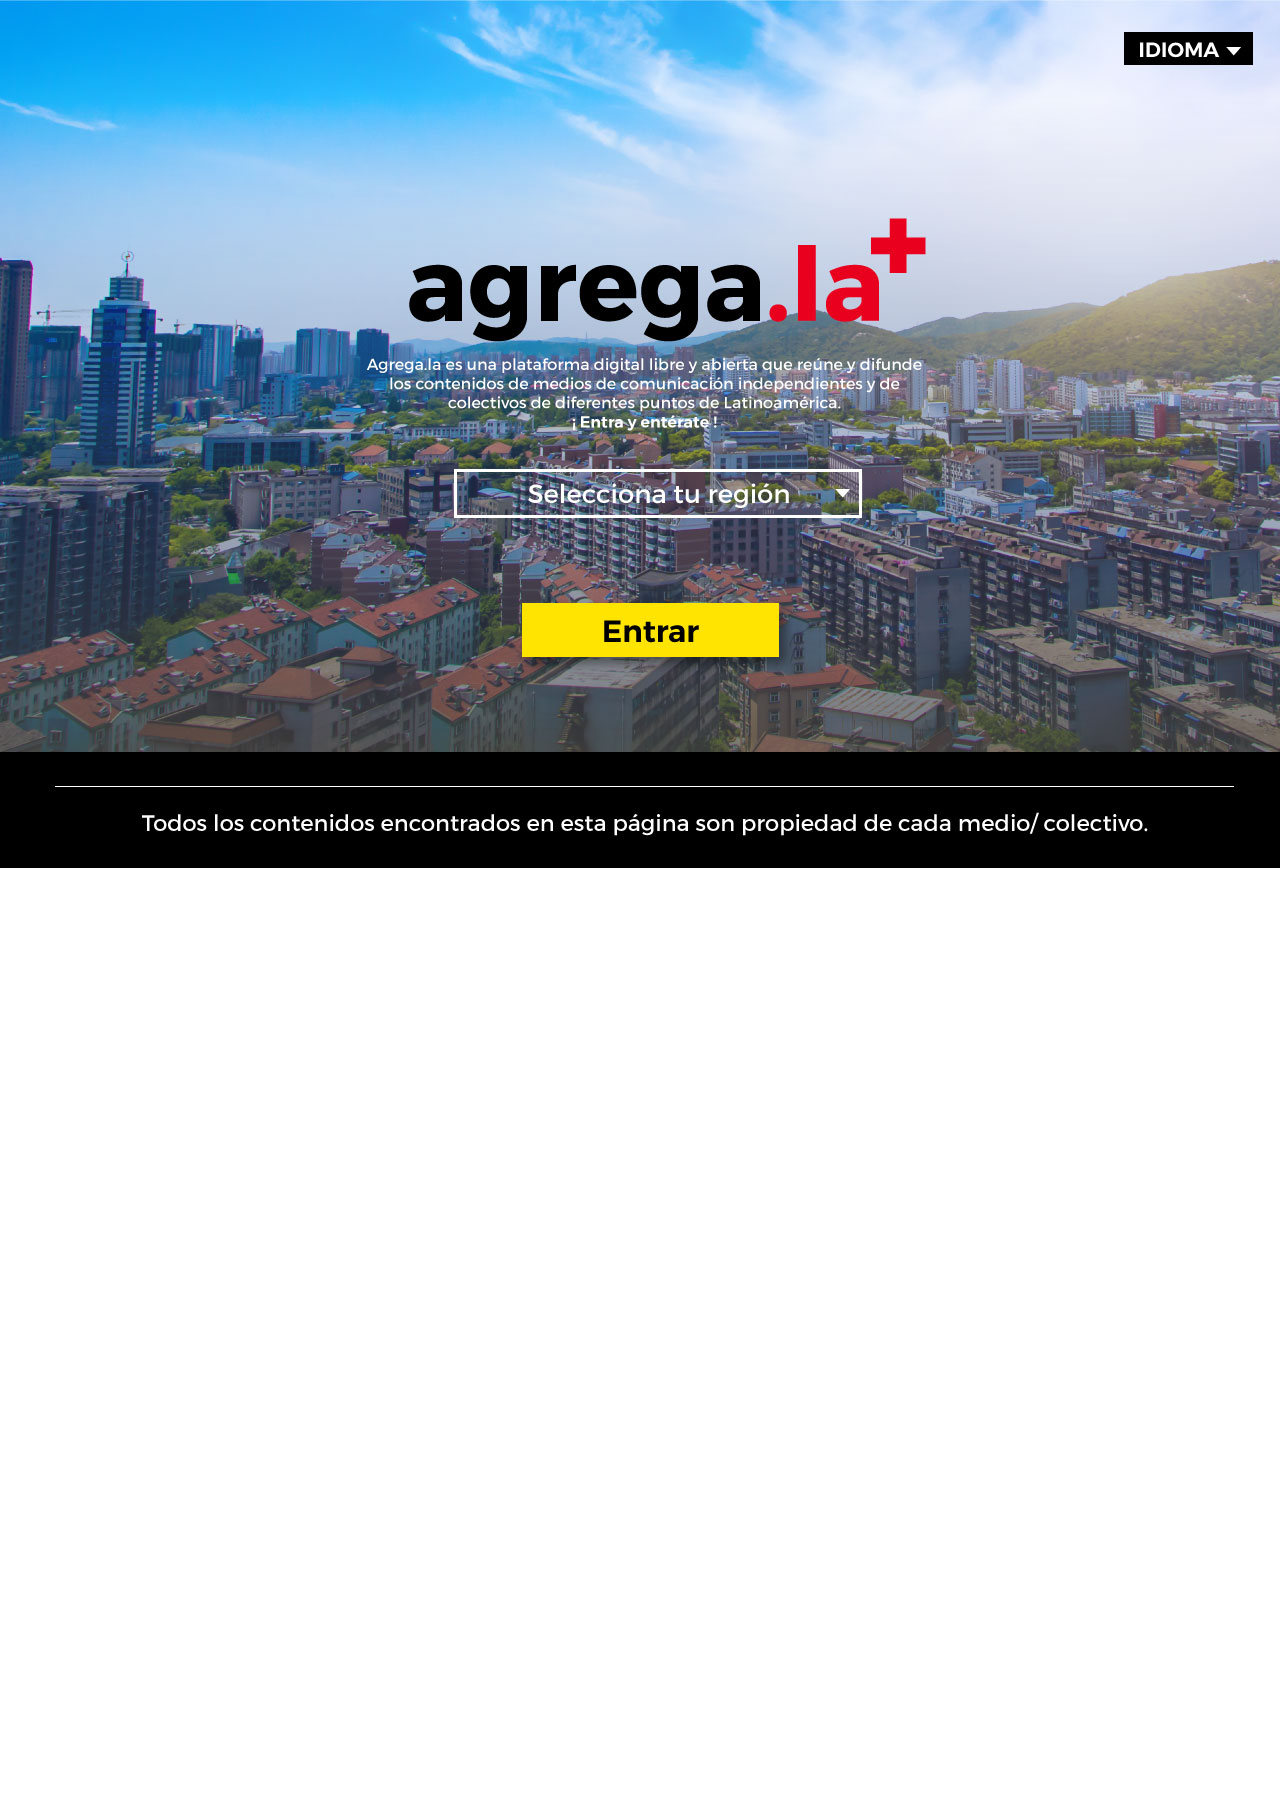 IDIOMA
agrega.la+
Agrega.la es una plataforma digital libre y abierta que reúne y difunde
los contenidos de medios de comunicación independientes y de
colectivos de diferentes puntos de Latinoamérica.
¡ Entra y entérate !
Selecciona tu región
Entrar
Todos los contenidos encontrados en esta página son propiedad de cada medio/ colectivo.